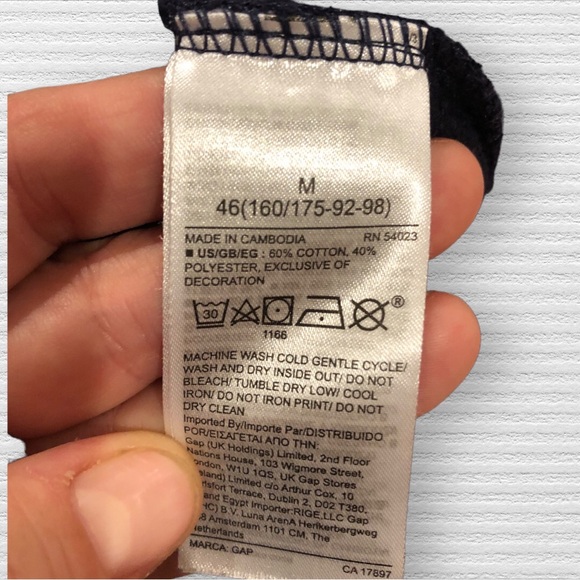 M
46(160/175-92-98)
MADE IN CAMBODIA RN 54023
■ US/GB/EG : 60% COTTON, 40%
POLYESTER, EXCLUSIVE OF
DECORATION
30 ®
1166
MACHINE WASH COLD GENTLE CYCLE/
WASH AND DRY INSIDE OUT/ DO NOT
BLEACH/ TUMBLE DRY LOW/ COOL
IRON/ DO NOT IRON PRINT/ DO NOT
DRY CLEAN
Imported By/Importe Par/DISTRIBUIDO
POR/ΕΙΣΑΓΕΤΑΙ ΑΠΟ ΤΗΝ:
Gap (UK Holdings) Limited, 2nd Floor
Nations House, 103 Wigmore Street,
London, W1U 1QS, UK Gap Stores
Limited c/o Arthur Cox, 10
Terrace, Dublin 2, D02 T380,
and Egypt Importer:RIGE,LLC Gap
B.V. Luna ArenA Herikerbergweg
Amsterdam 1101 CM, The
Netherlands
MARCA: GAP CA 17897